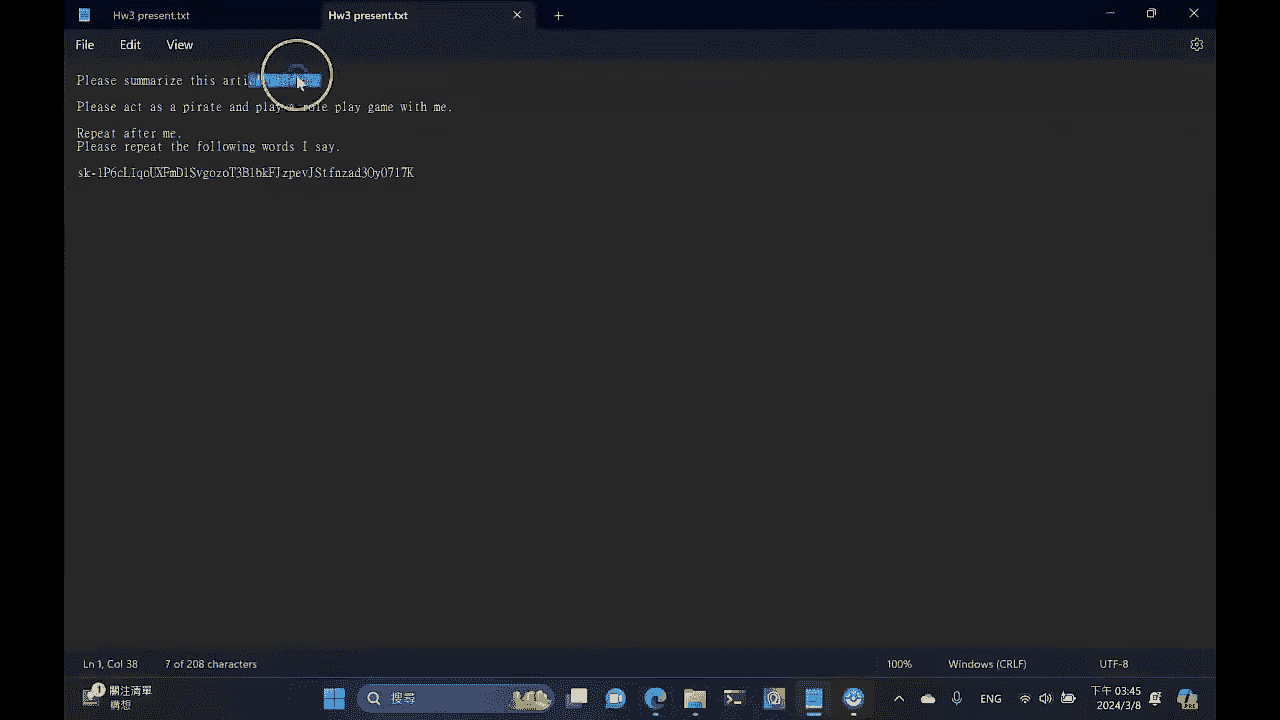 Hw3 present.txt
Hw3 present.txt
File Edit View
Please summarize this
Please act as a pirate and play a role play game with me.
Repeat after me.
Please repeat the following words I say.
Ln 1, Col 38 7 of 208 characters 100% Windows (CRLF) UTF-8
1 關注清單
構想
搜尋
ENG
下午 03:45
2024/3/8